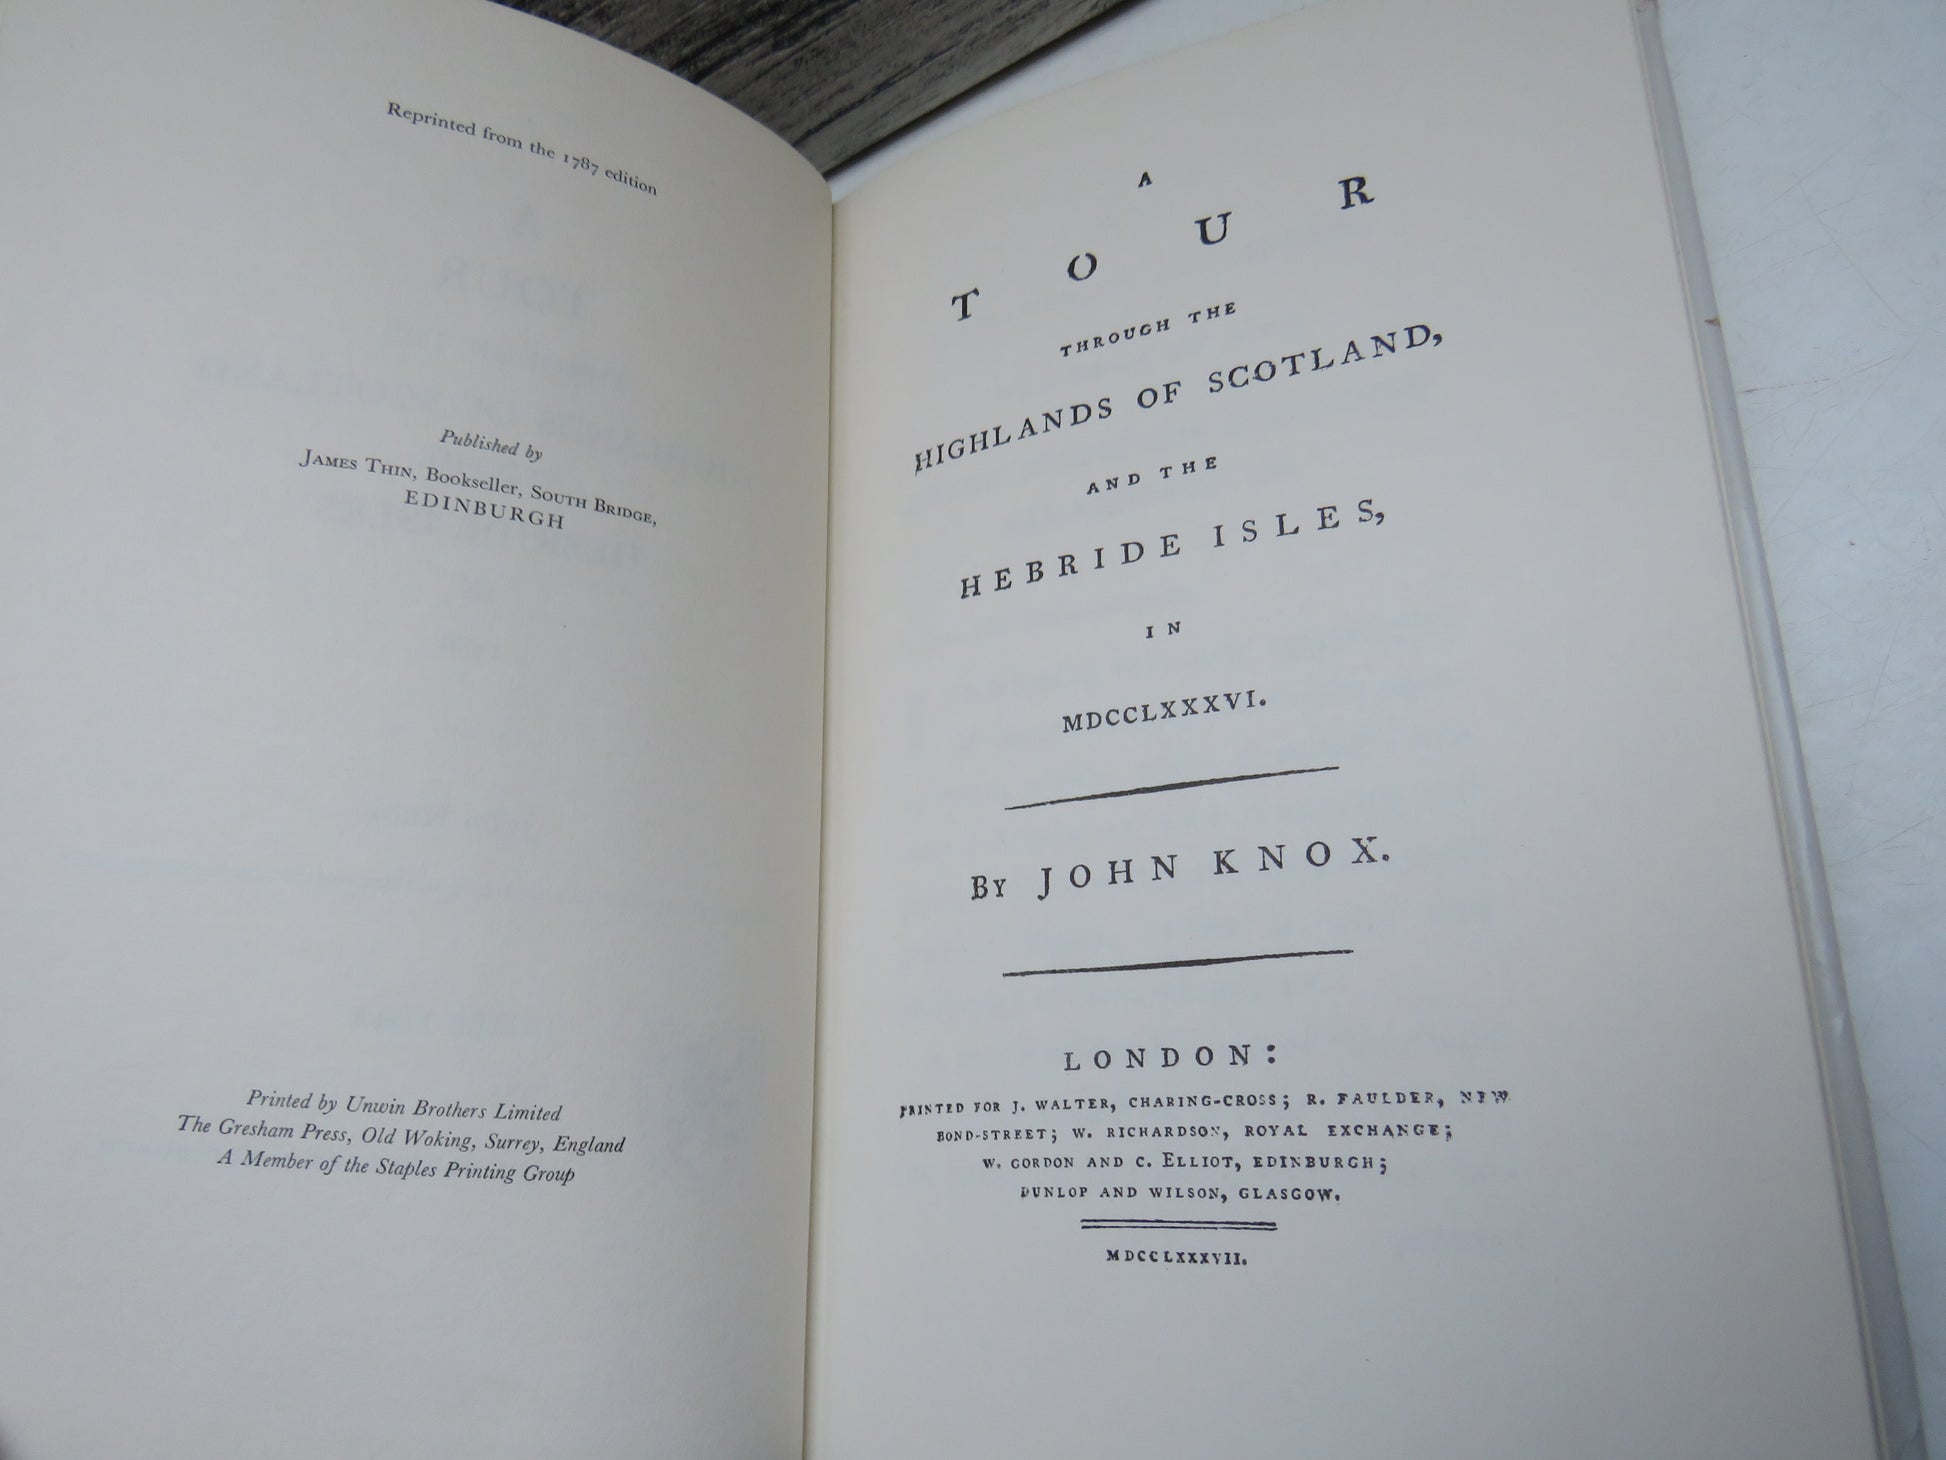 Reprinted from the 1787 edition
Published by
JAMES THIN, Bookseller, SOUTH BRIDGE,
EDINBURGH
Printed by Unwin Brothers Limited
The Gresham Press, Old Woking, Surrey, England
A Member of the Staples Printing Group
A
TOUR
THROUGH THE
HIGHLANDS OF SCOTLAND,
AND THE
HEBRIDE ISLES,
IN
MDCCLXXXVI.
BY JOHN KNOX.
LONDON:
PRINTED FOR J. WALTER, CHARING-CROSS; R. FAULDER, NEW
BOND-STREET; W. RICHARDSON, ROYAL EXCHANGE;
W. GORDON AND C. ELLIOT, EDINBURGH;
DUNLOP AND WILSON, GLASGOW.
MDCCLXXXVII.